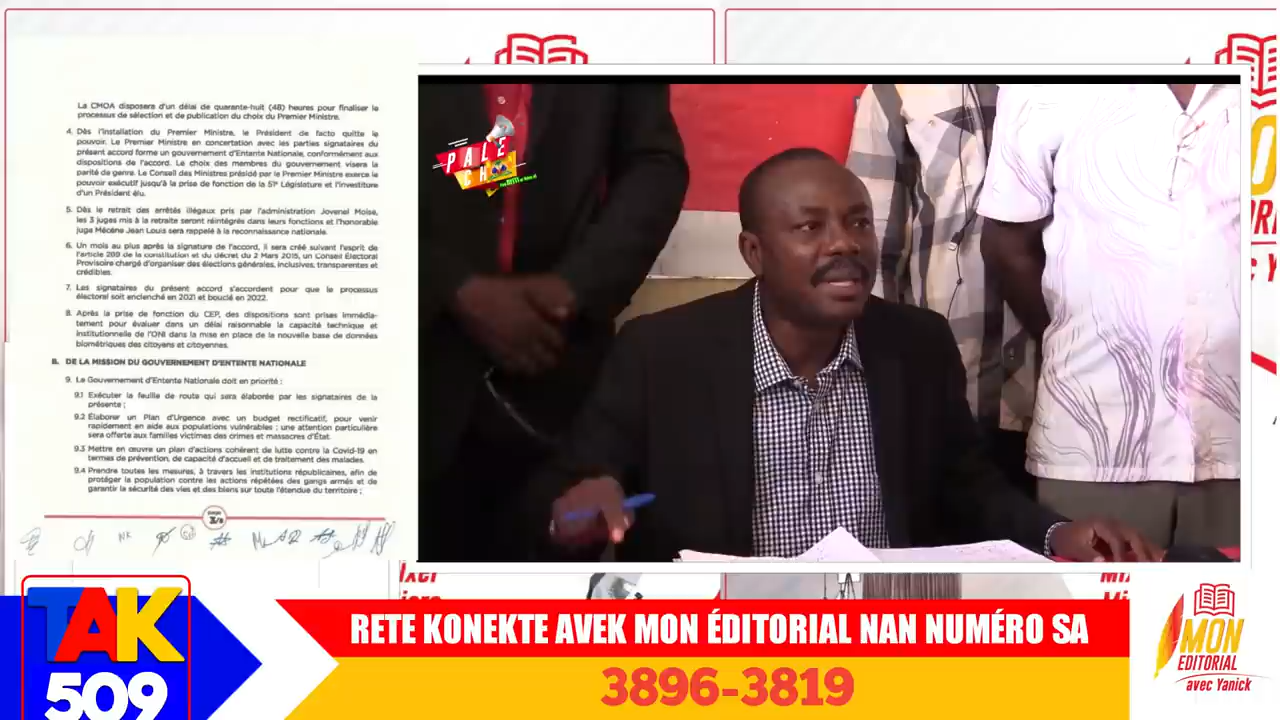 La CMOA disposera d'un délai de quarante-huit (48) heures pour finaliser le
processus de sélection et de publication du choix du Premier Ministre.
4. Dès l'installation du Premier Ministre, le Président de facto quitte le
pouvoir. Le Premier Ministre en concertation avec les parties signataires du
présent accord forme un gouvernement d'Entente Nationale, conformément aux
dispositions de l'accord. Le choix des membres du gouvernement visera la
parité de genre. Le Conseil des Ministres présidé par le Premier Ministre exerce le
pouvoir exécutif jusqu'à la prise de fonction de la 51e Législature et l'investiture
d'un Président élu.
5. Dès le retrait des arrêtés illégaux pris par l'administration Jovenel Moise,
les 3 juges mis à la retraite seront réintégrés dans leurs fonctions et l'honorable
juge Mécène Jean Louis sera rappelé à la reconnaissance nationale.
6. Un mois au plus après la signature de l'accord, il sera créé suivant l'esprit de
l'article 289 de la constitution et du décret du 2 Mars 2015, un Conseil Électoral
Provisoire chargé d'organiser des élections générales, inclusives, transparentes et
crédibles.
7. Les signataires du présent accord s'accordent pour que le processus
électoral soit enclenché en 2021 et bouclé en 2022.
8. Après la prise de fonction du CEP, des dispositions sont prises immédia-
tement pour évaluer dans un délai raisonnable la capacité technique et
institutionnelle de l'ONI dans la mise en place de la nouvelle base de données
biométriques des citoyens et citoyennes.
B. DE LA MISSION DU GOUVERNEMENT D'ENTENTE NATIONALE
9. Le Gouvernement d'Entente Nationale doit en priorité :
9.1 Exécuter la feuille de route qui sera élaborée par les signataires de la
présente ;
9.2 Élaborer un Plan d'Urgence avec un budget rectificatif, pour venir
rapidement en aide aux populations vulnérables ; une attention particulière
sera offerte aux familles victimes des crimes et massacres d'État.
9.3 Mettre en œuvre un plan d'actions cohérent de lutte contre la Covid-19 en
termes de prévention, de capacité d'accueil et de traitement des malades.
9.4 Prendre toutes les mesures, à travers les institutions républicaines, afin de
protéger la population contre les actions répétées des gangs armés et de
garantir la sécurité des vies et des biens sur toute l'étendue du territoire ;
page
3/8
PALE
CH
TAK
509
RETE KONEKTE AVEK MON ÉDITORIAL NAN NUMÉRO SA
3896-3819
MON
EDITORIAL
avec Yanick